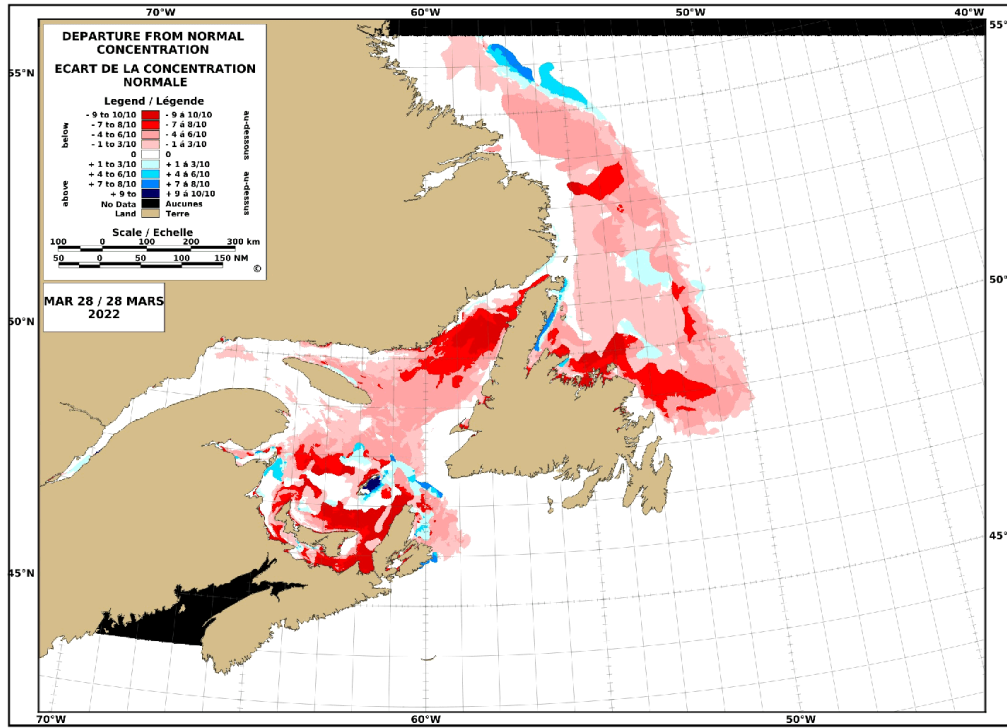 70°W 60°W 50°W 40°W
DEPARTURE FROM NORMAL
CONCENTRATION
ECART DE LA CONCENTRATION
NORMALE
Legend / Légende
below
- 9 to 10/10 - 9 á 10/10
- 7 to 8/10 - 7 á 8/10
- 4 to 6/10 - 4 á 6/10
- 1 to 3/10 - 1 á 3/10
au-dessous
0 0
above
+ 1 to 3/10 + 1 á 3/10
+ 4 to 6/10 + 4 á 6/10
+ 7 to 8/10 + 7 á 8/10
+ 9 to + 9 á 10/10
au-dessus
No Data Aucunes
Land Terre
Scale / Echelle
100 0 100 200 300 km
50 0 50 100 150 NM
©
MAR 28 / 28 MARS
2022
55°N
55°
50°N
50°N
45°N
45°N
70°W 60°W 50°W